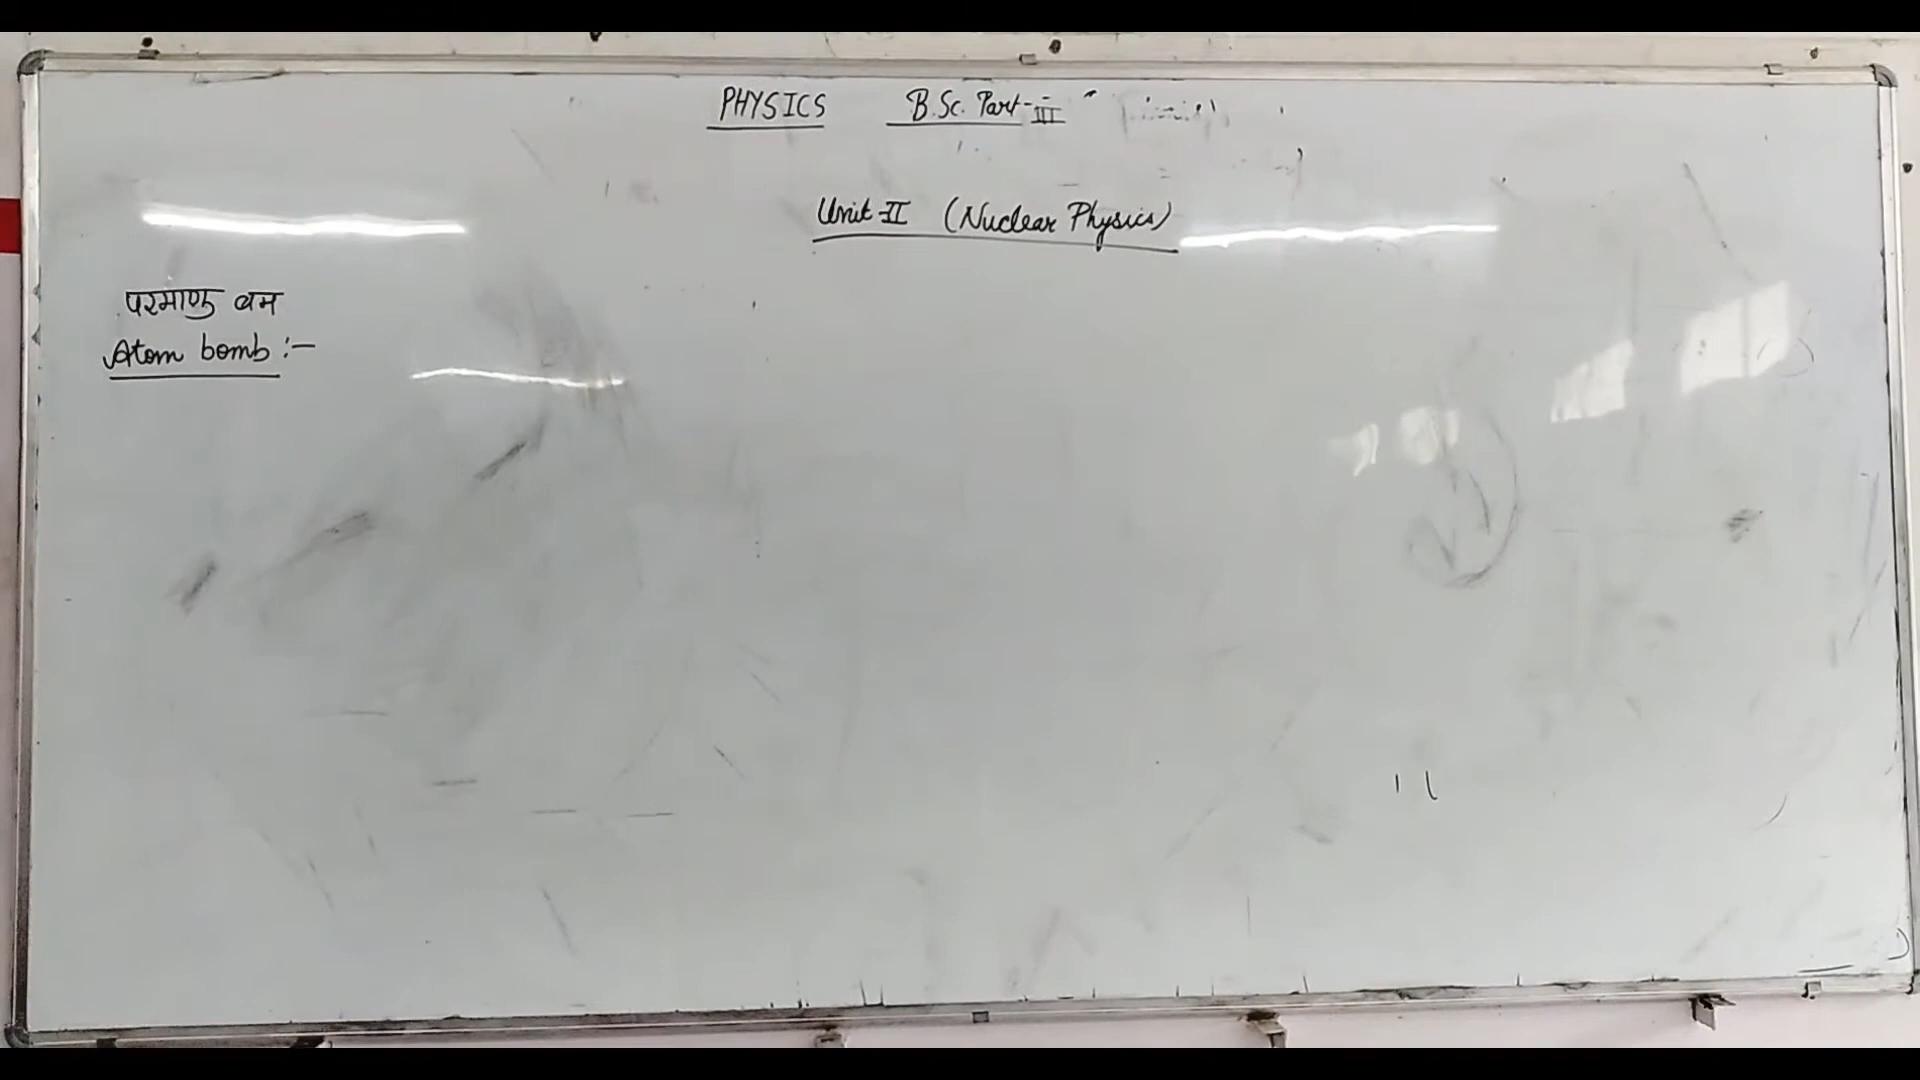 PHYSICS B.Sc. Part-III
Unit-II (Nuclear Physics)
परमाणु बम
Atom bomb :-